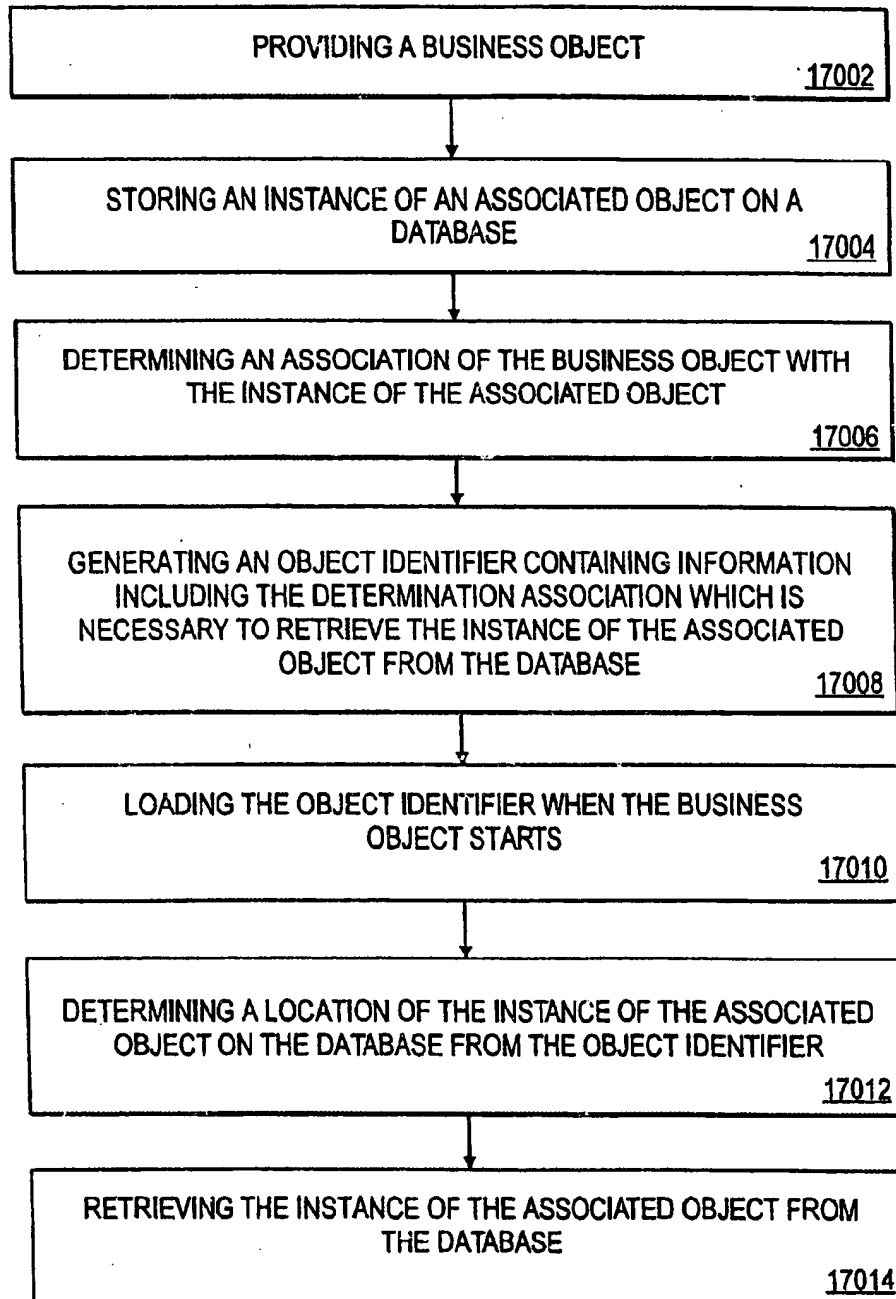 PROVIDING A BUSINESS OBJECT
17002
STORING AN INSTANCE OF AN ASSOCIATED OBJECT ON A
DATABASE
17004
DETERMINING AN ASSOCIATION OF THE BUSINESS OBJECT WITH
THE INSTANCE OF THE ASSOCIATED OBJECT
17006
GENERATING AN OBJECT IDENTIFIER CONTAINING INFORMATION
INCLUDING THE DETERMINATION ASSOCIATION WHICH IS
NECESSARY TO RETRIEVE THE INSTANCE OF THE ASSOCIATED
OBJECT FROM THE DATABASE
17008
LOADING THE OBJECT IDENTIFIER WHEN THE BUSINESS
OBJECT STARTS
17010
DETERMINING A LOCATION OF THE INSTANCE OF THE ASSOCIATED
OBJECT ON THE DATABASE FROM THE OBJECT IDENTIFIER
17012
RETRIEVING THE INSTANCE OF THE ASSOCIATED OBJECT FROM
THE DATABASE
17014